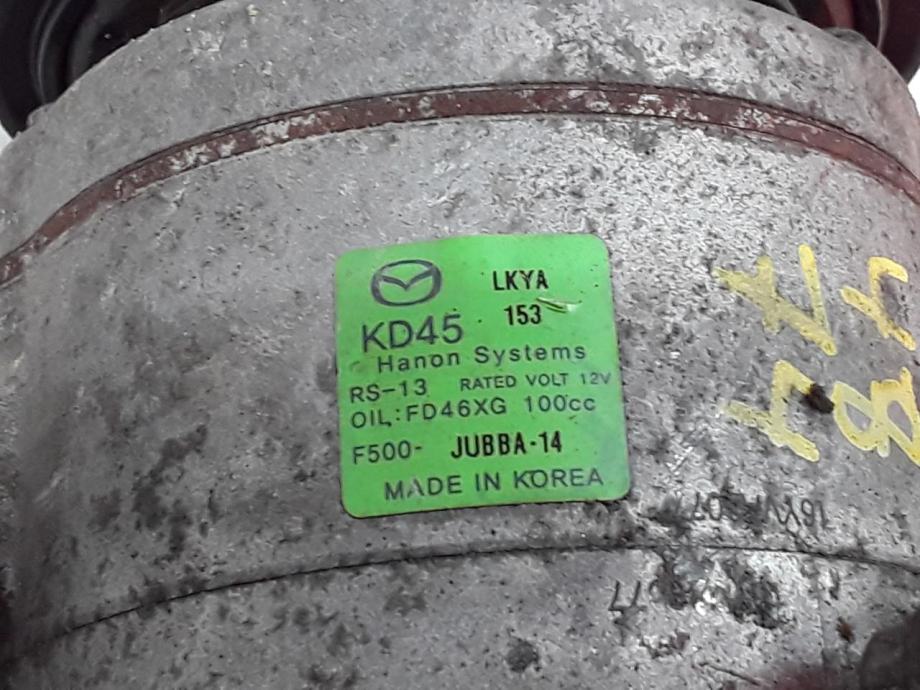 LKYA
153
KD45
Hanon Systems
RS-13 RATED VOLT 12V
OIL:FD46XG 100cc
F500- JUBBA-14
MADE IN KOREA